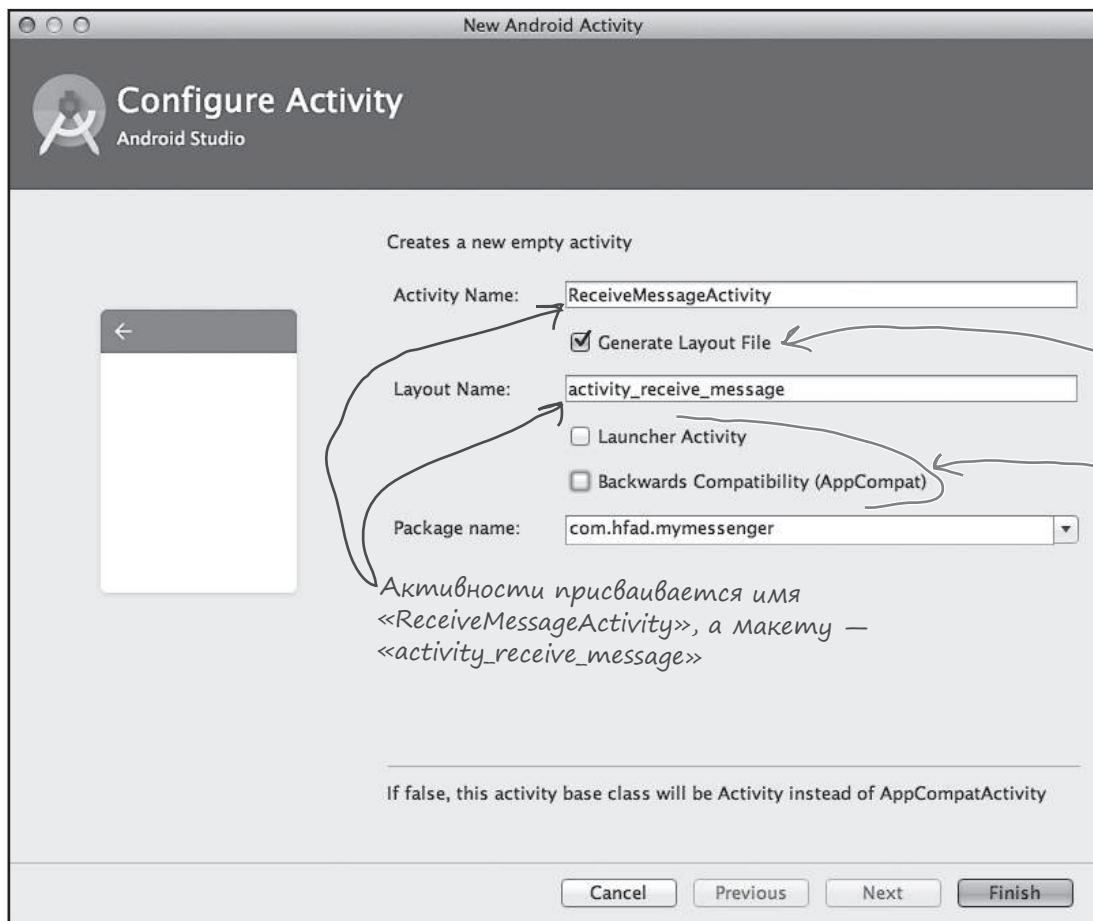 New Android Activity
Configure Activity
Android Studio
Creates a new empty activity
Activity Name: ReceiveMessageActivity
Generate Layout File
Layout Name: activity_receive_message
Launcher Activity
Backwards Compatibility (AppCompat)
Package name: com.hfad.mymessenger
Активности присваивается имя
«ReceiveMessageActivity», а макету —
«activity_receive_message»
If false, this activity base class will be Activity instead of AppCompatActivity
Cancel Previous Next Finish